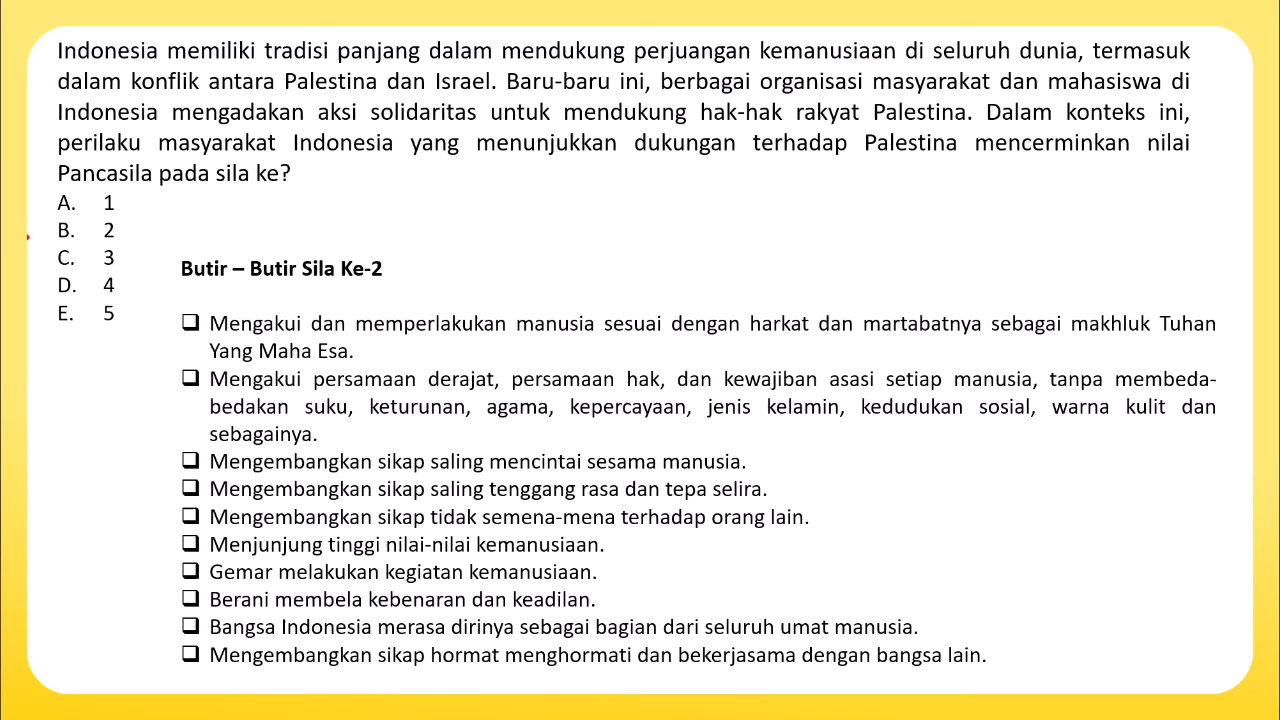 Indonesia memiliki tradisi panjang dalam mendukung perjuangan kemanusiaan di seluruh dunia, termasuk
dalam konflik antara Palestina dan Israel. Baru-baru ini, berbagai organisasi masyarakat dan mahasiswa di
Indonesia mengadakan aksi solidaritas untuk mendukung hak-hak rakyat Palestina. Dalam konteks ini,
perilaku masyarakat Indonesia yang menunjukkan dukungan terhadap Palestina mencerminkan nilai
Pancasila pada sila ke?
A. 1
B. 2
C. 3
D. 4
E. 5
Butir – Butir Sila Ke-2
❑ Mengakui dan memperlakukan manusia sesuai dengan harkat dan martabatnya sebagai makhluk Tuhan
Yang Maha Esa.
❑ Mengakui persamaan derajat, persamaan hak, dan kewajiban asasi setiap manusia, tanpa membeda-
bedakan suku, keturunan, agama, kepercayaan, jenis kelamin, kedudukan sosial, warna kulit dan
sebagainya.
❑ Mengembangkan sikap saling mencintai sesama manusia.
❑ Mengembangkan sikap saling tenggang rasa dan tepa selira.
❑ Mengembangkan sikap tidak semena-mena terhadap orang lain.
❑ Menjunjung tinggi nilai-nilai kemanusiaan.
❑ Gemar melakukan kegiatan kemanusiaan.
❑ Berani membela kebenaran dan keadilan.
❑ Bangsa Indonesia merasa dirinya sebagai bagian dari seluruh umat manusia.
❑ Mengembangkan sikap hormat menghormati dan bekerjasama dengan bangsa lain.